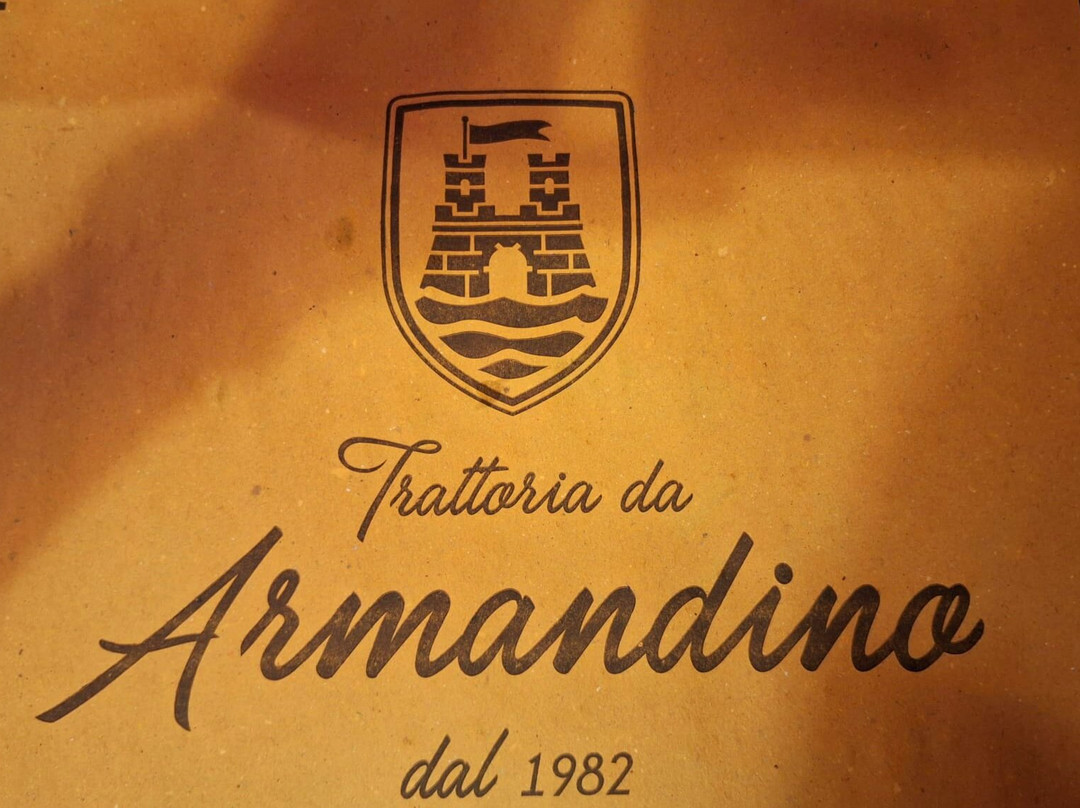 Trattoria da
Armandino
dal 1982